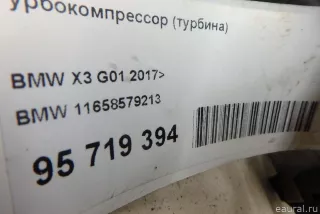 урбокомпрессор (турбина)
BMW X3 G01 2017>
BMW 11658579213
95 719 394
eaural.ru